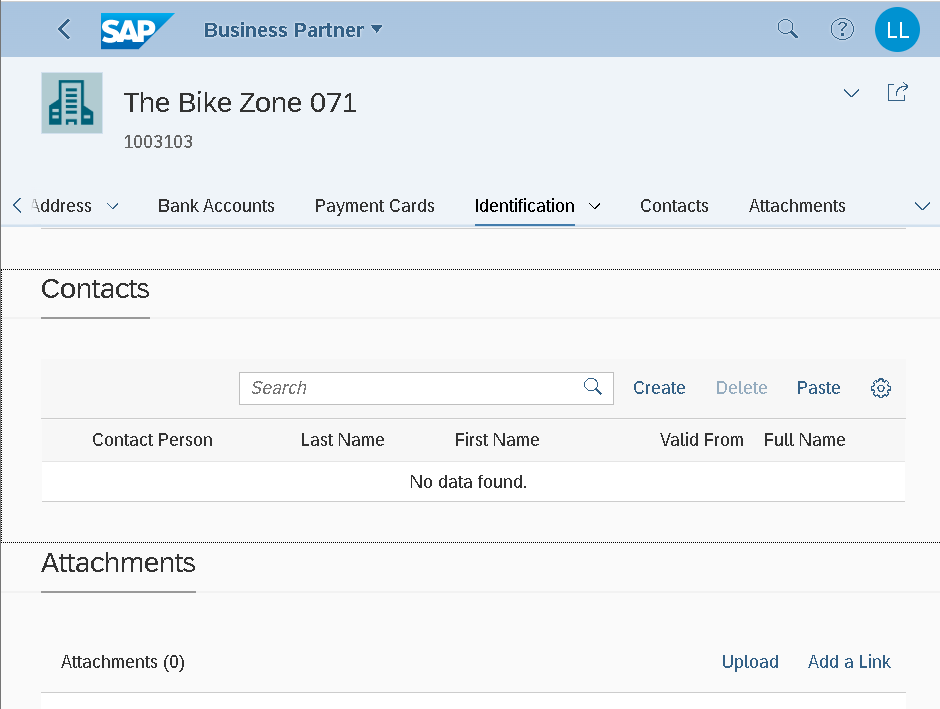 SAP Business Partner ? LL
The Bike Zone 071
1003103
Address Bank Accounts Payment Cards Identification Contacts Attachments
Contacts
Search Create Delete Paste
Contact Person Last Name First Name Valid From Full Name
No data found.
Attachments
Attachments (0) Upload Add a Link